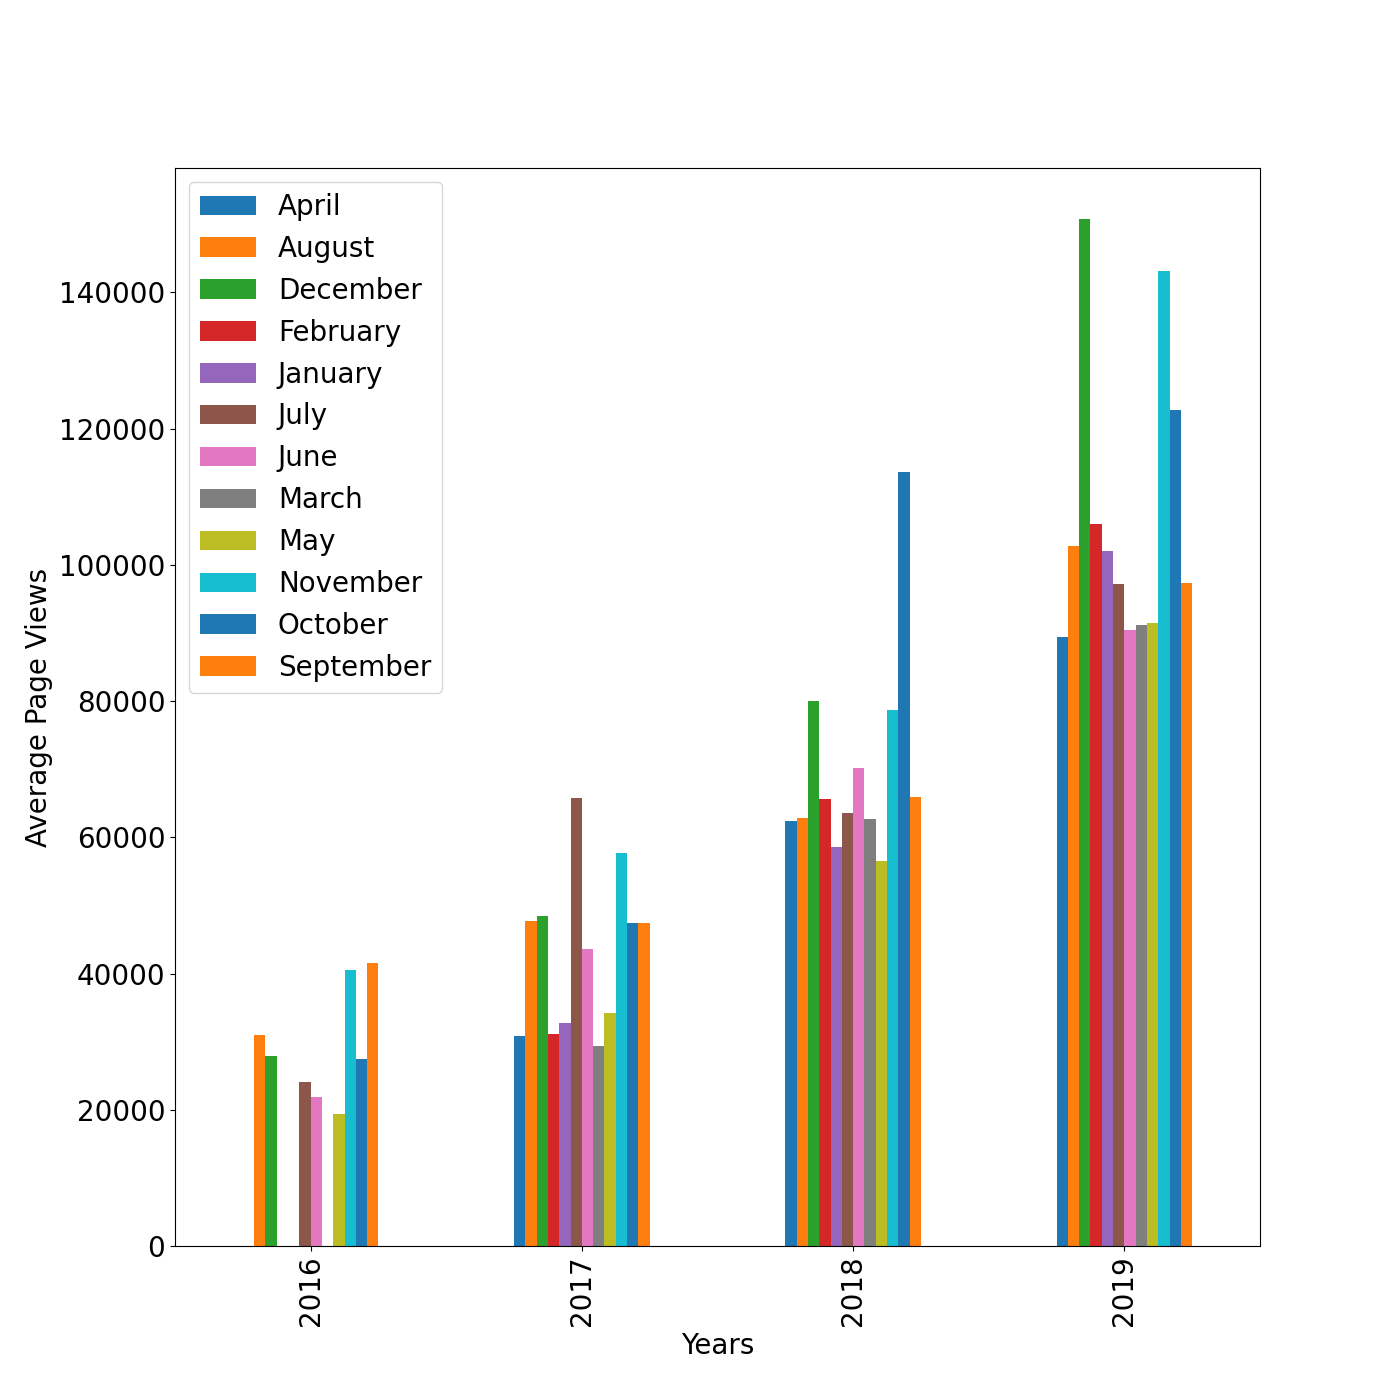 April
August
December
February
January
July
June
March
May
November
October
September
140000
120000
100000
80000
60000
40000
20000
0
Average Page Views
2016
2017
2018
2019
Years